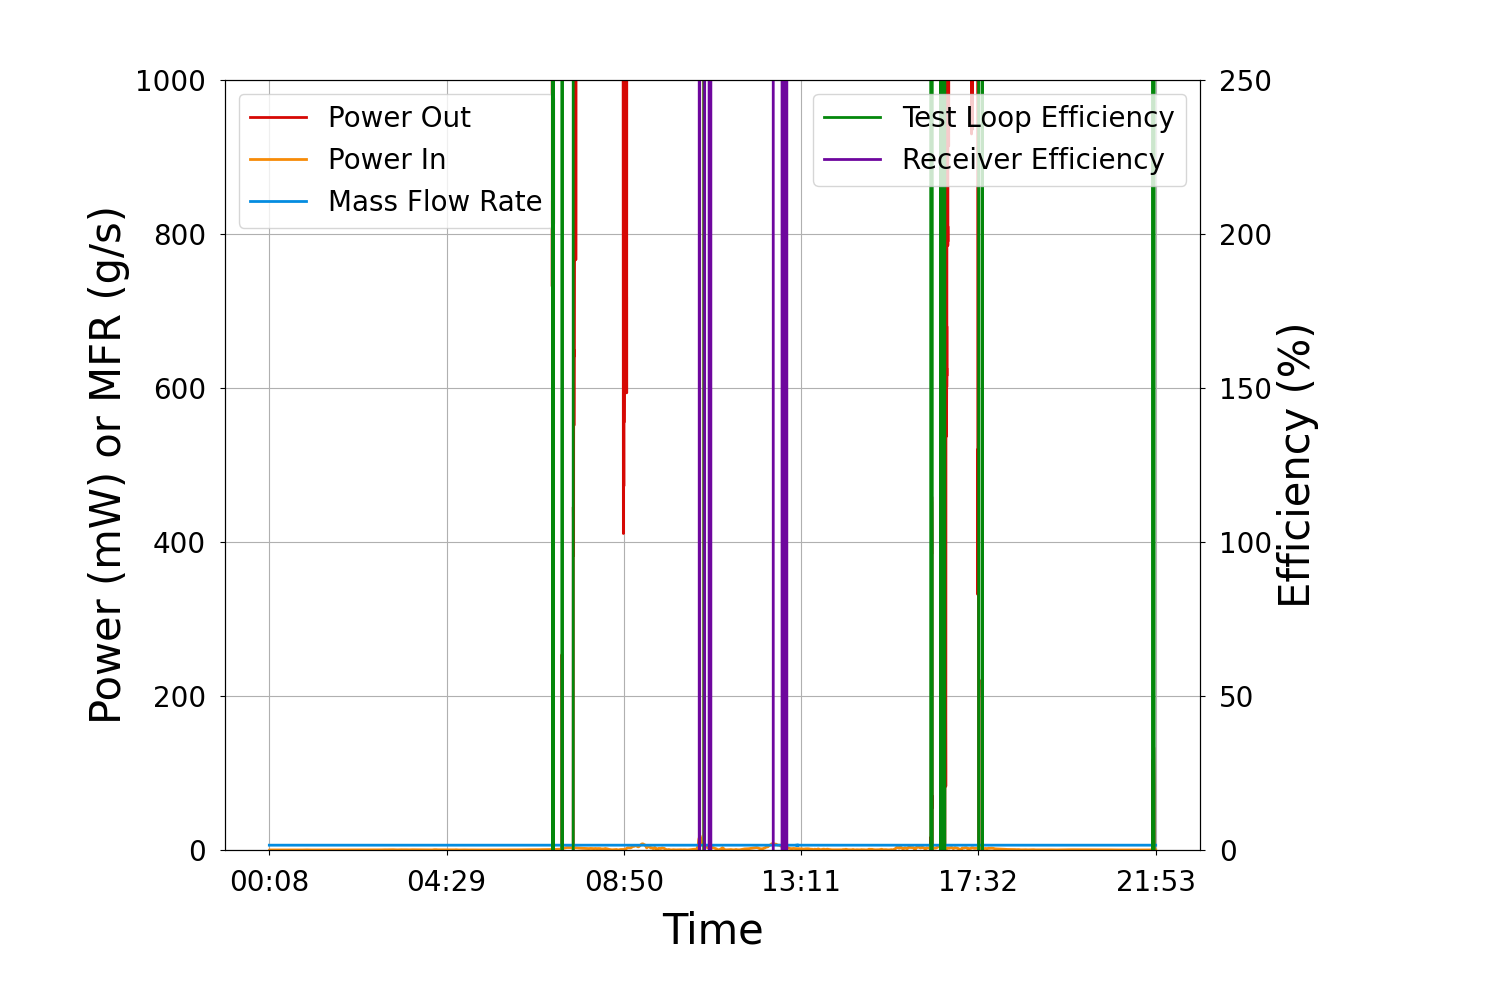 1000
800
600
400
200
0
Power (mW) or MFR (g/s)
Power Out
Power In
Mass Flow Rate
Test Loop Efficiency
Receiver Efficiency
250
200
150
100
50
0
Efficiency (%)
00:08
04:29
08:50
13:11
17:32
21:53
Time